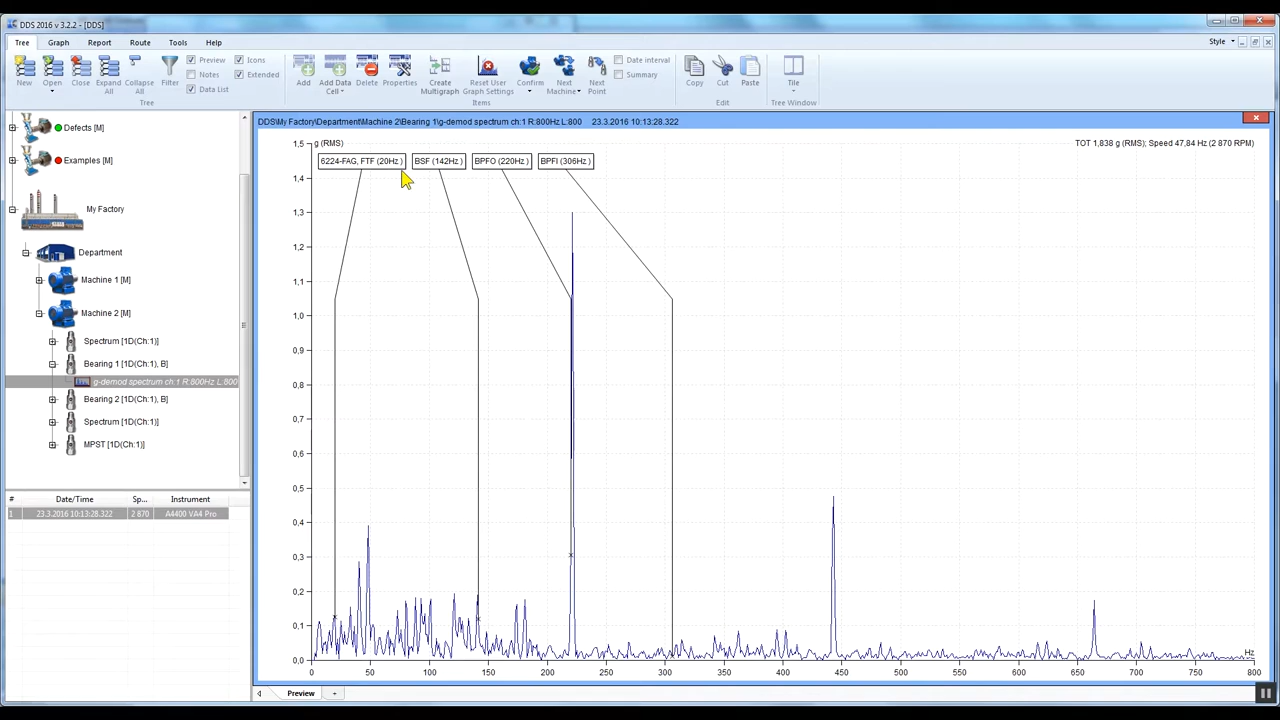 DDS 2016 v 3.2.2 - [DDS]
Tree Graph Report Route Tools Help Style
New Open Close Expand All Collapse All Filter Preview Notes Data List Icons Extended
Add Add Data Cell Delete Properties Create Multigraph Reset User Graph Settings Confirm Next Machine Next Point Date interval Summary
Copy Cut Paste Tile
Tree Items Edit Tree Window
Defects [M]
Examples [M]
My Factory
Department
Machine 1 [M]
Machine 2 [M]
Spectrum [1D(Ch:1)]
Bearing 1 [1D(Ch:1), B]
g-demod spectrum ch:1 R:800Hz L:800
Bearing 2 [1D(Ch:1), B]
Spectrum [1D(Ch:1)]
MPST [1D(Ch:1)]
# Date/Time Sp... Instrument
1 23.3.2016 10:13:28.322 2 870 A4400 VA4 Pro
DDS\My Factory\Department\Machine 2\Bearing 1\g-demod spectrum ch:1 R:800Hz L:800 23.3.2016 10:13:28.322
g (RMS) TOT 1,838 g (RMS); Speed 47,84 Hz (2 870 RPM)
6224-FAG, FTF (20Hz ) BSF (142Hz ) BPFO (220Hz ) BPFI (306Hz )
1,5
1,4
1,3
1,2
1,1
1,0
0,9
0,8
0,7
0,6
0,5
0,4
0,3
0,2
0,1
0,0
Hz
0 50 100 150 200 250 300 350 400 450 500 550 600 650 700 750 800
Preview +